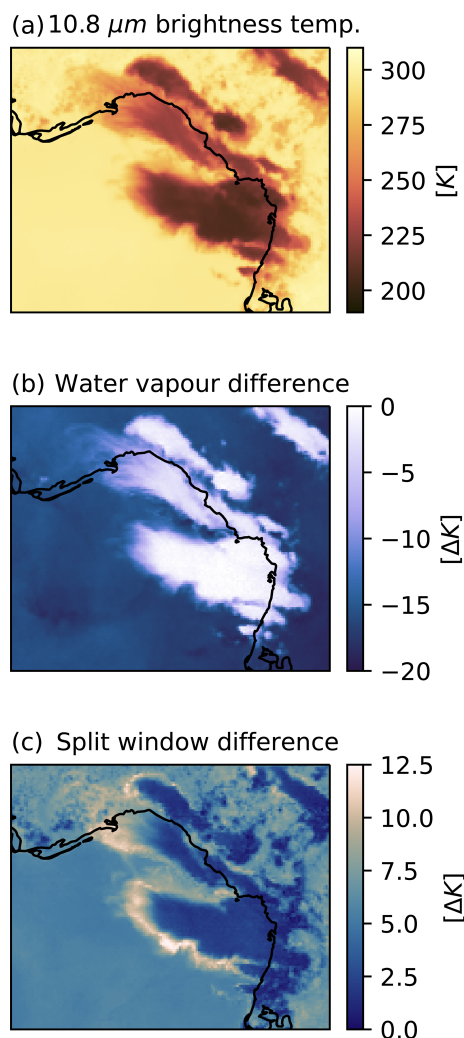 (a) 10.8 μm brightness temp.
300
275
250
225
200
[K]
(b) Water vapour difference
0
−5
−10
−15
−20
[ΔK]
(c) Split window difference
12.5
10.0
7.5
5.0
2.5
0.0
[ΔK]